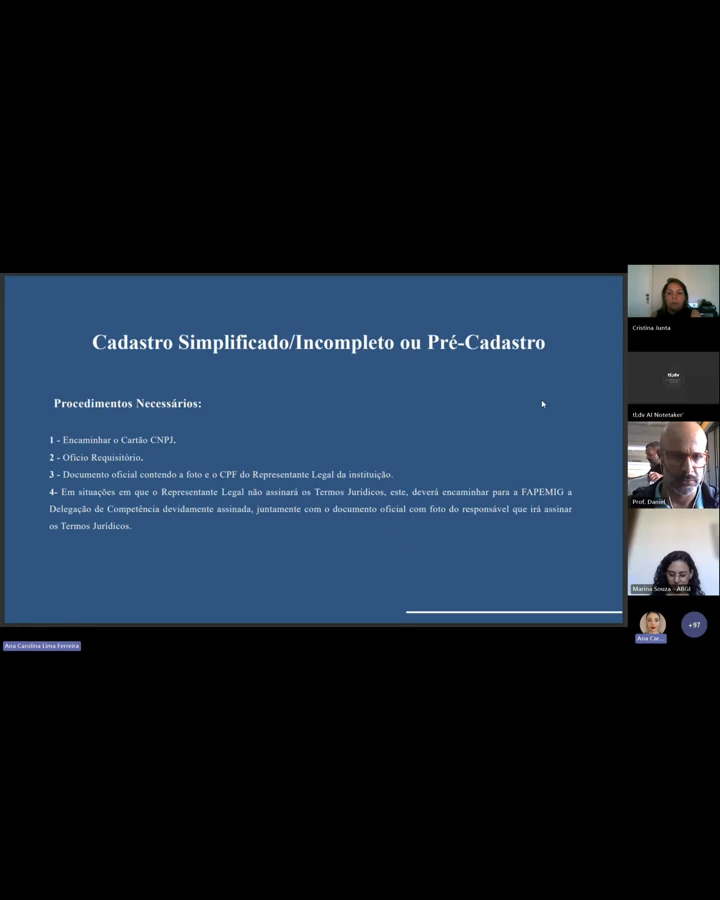 Cadastro Simplificado/Incompleto ou Pré-Cadastro
Procedimentos Necessários:
1 - Encaminhar o Cartão CNPJ.
2 - Ofício Requisitório.
3 - Documento oficial contendo a foto e o CPF do Representante Legal da instituição.
4- Em situações em que o Representante Legal não assinará os Termos Jurídicos, este, deverá encaminhar para a FAPEMIG a
Delegação de Competência devidamente assinada, juntamente com o documento oficial com foto do responsável que irá assinar
os Termos Jurídicos.
Cristina Junta
tl;dv
tl;dv AI Notetaker'
Prof. Daniel
Marina Souza - ABGI
Ana Car...
+97
Ana Carolina Lima Ferreira